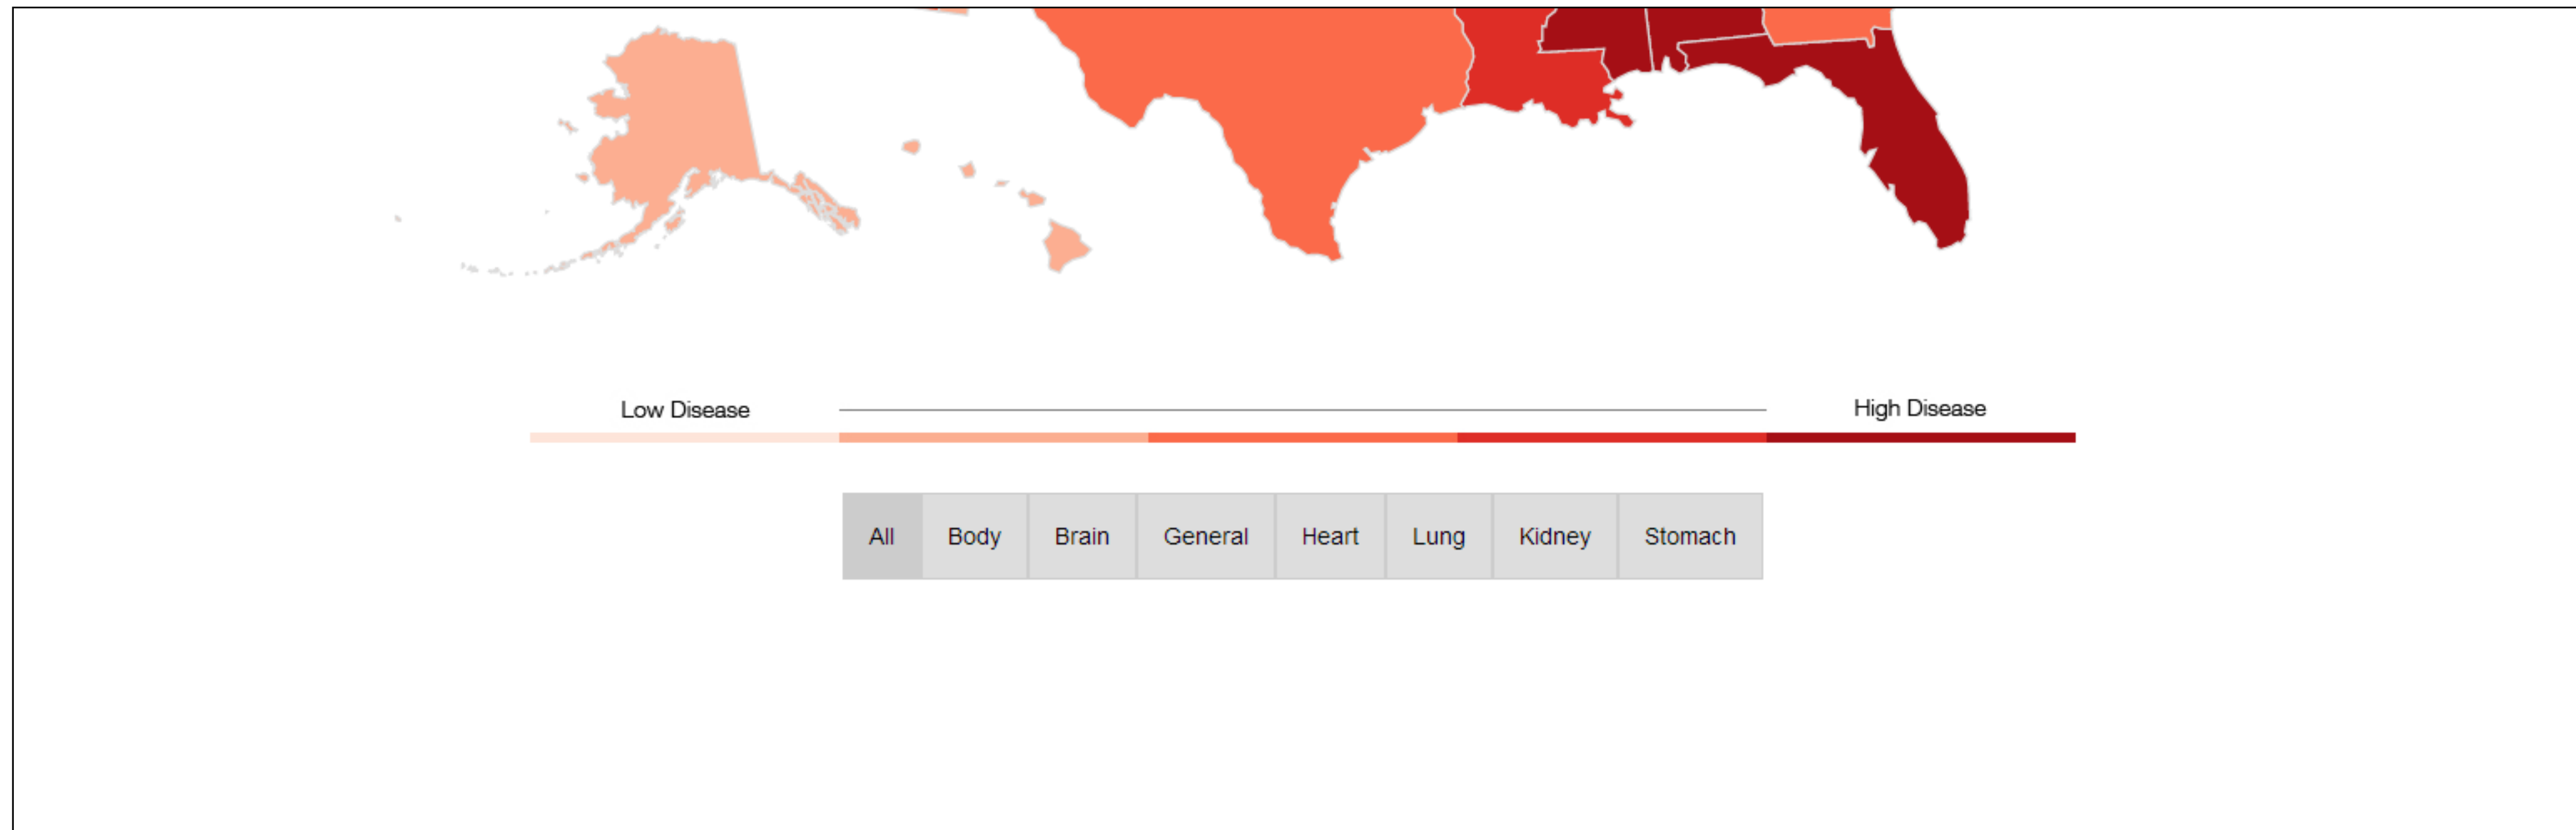 Low Disease High Disease
All Body Brain General Heart Lung Kidney Stomach